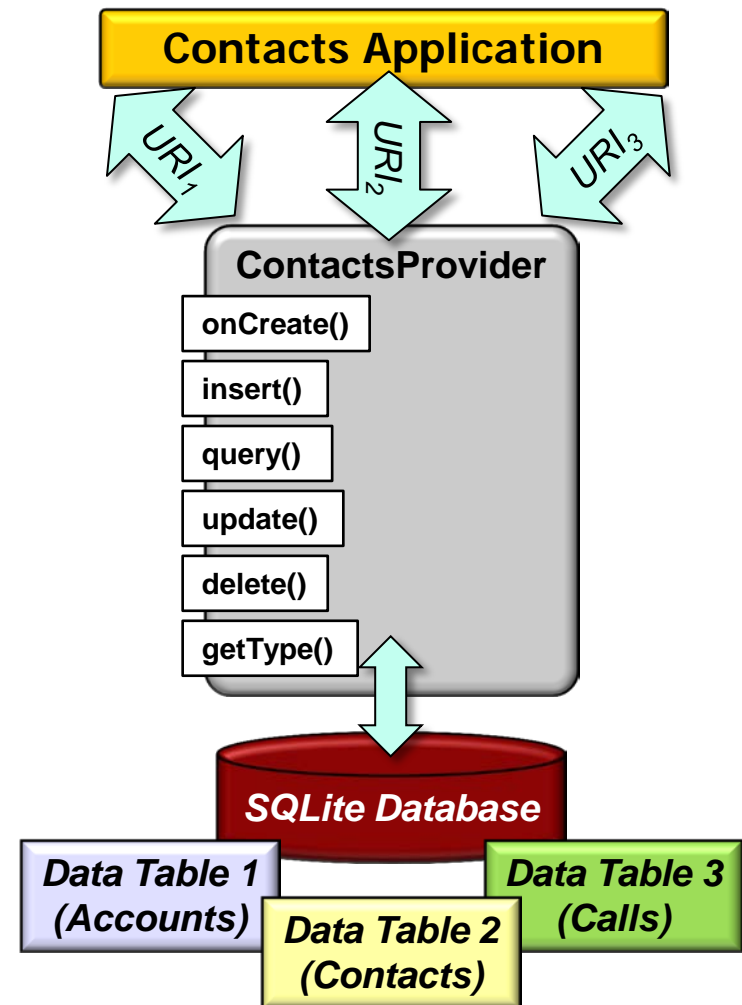 Contacts Application
URI1
URI2
URI3
ContactsProvider
onCreate()
insert()
query()
update()
delete()
getType()
SQLite Database
Data Table 1
(Accounts)
Data Table 2
(Contacts)
Data Table 3
(Calls)